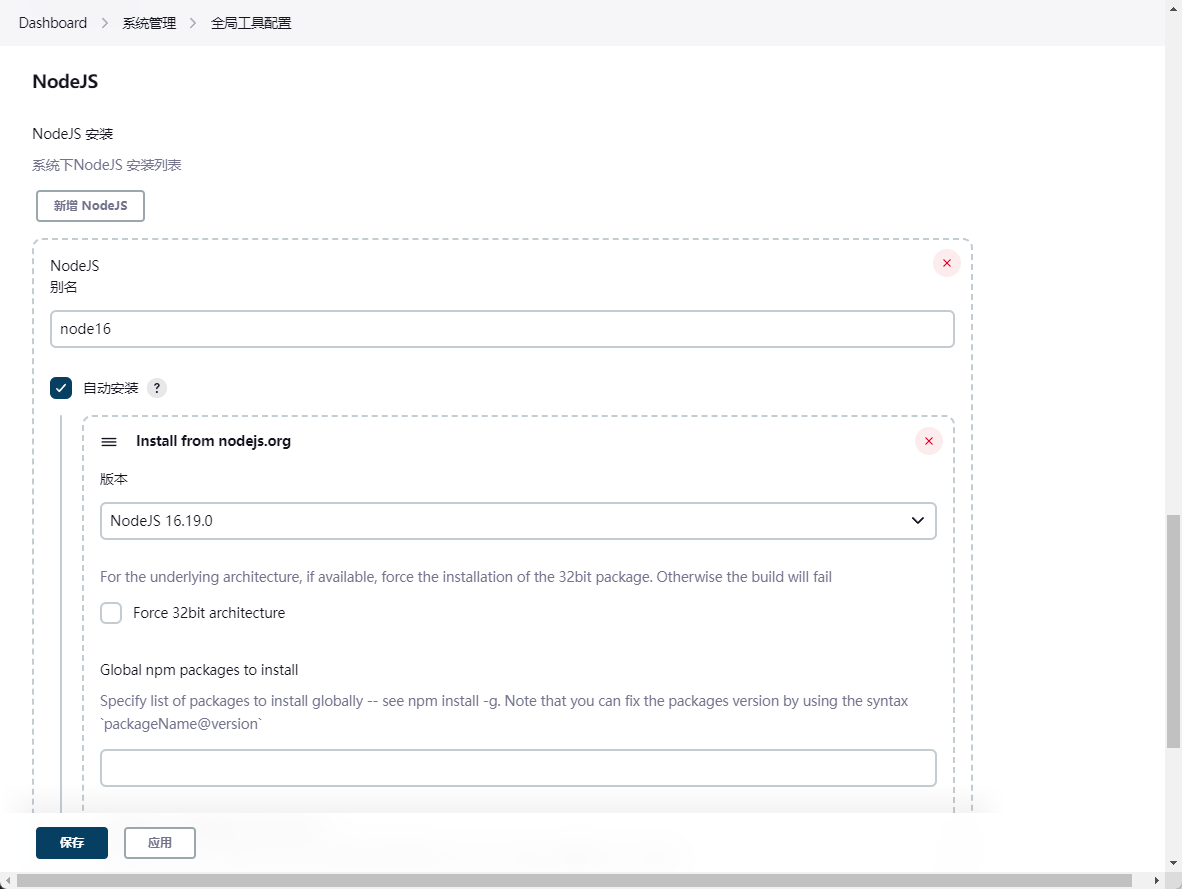 Dashboard > 系统管理 > 全局工具配置
NodeJS
NodeJS 安装
系统下NodeJS 安装列表
新增 NodeJS
NodeJS
别名
node16
自动安装 ?
Install from nodejs.org
版本
NodeJS 16.19.0
For the underlying architecture, if available, force the installation of the 32bit package. Otherwise the build will fail
Force 32bit architecture
Global npm packages to install
Specify list of packages to install globally -- see npm install -g. Note that you can fix the packages version by using the syntax
`packageName@version`
保存 应用